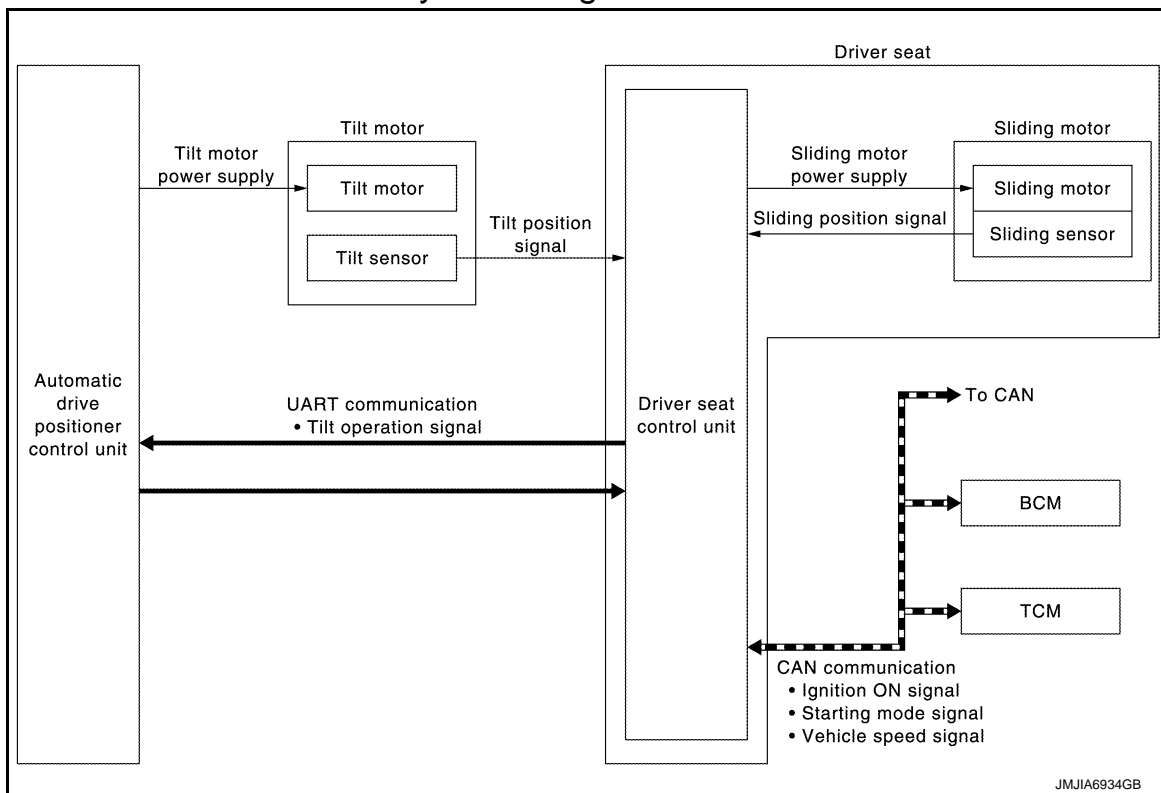 Driver seat
Tilt motor
Sliding motor
Tilt motor
power supply
Sliding motor
power supply
Tilt motor
Sliding motor
Tilt position
signal
Sliding position signal
Tilt sensor
Sliding sensor
Automatic
drive
positioner
control unit
UART communication
• Tilt operation signal
Driver seat
control unit
To CAN
BCM
TCM
CAN communication
• Ignition ON signal
• Starting mode signal
• Vehicle speed signal
JMJIA6934GB